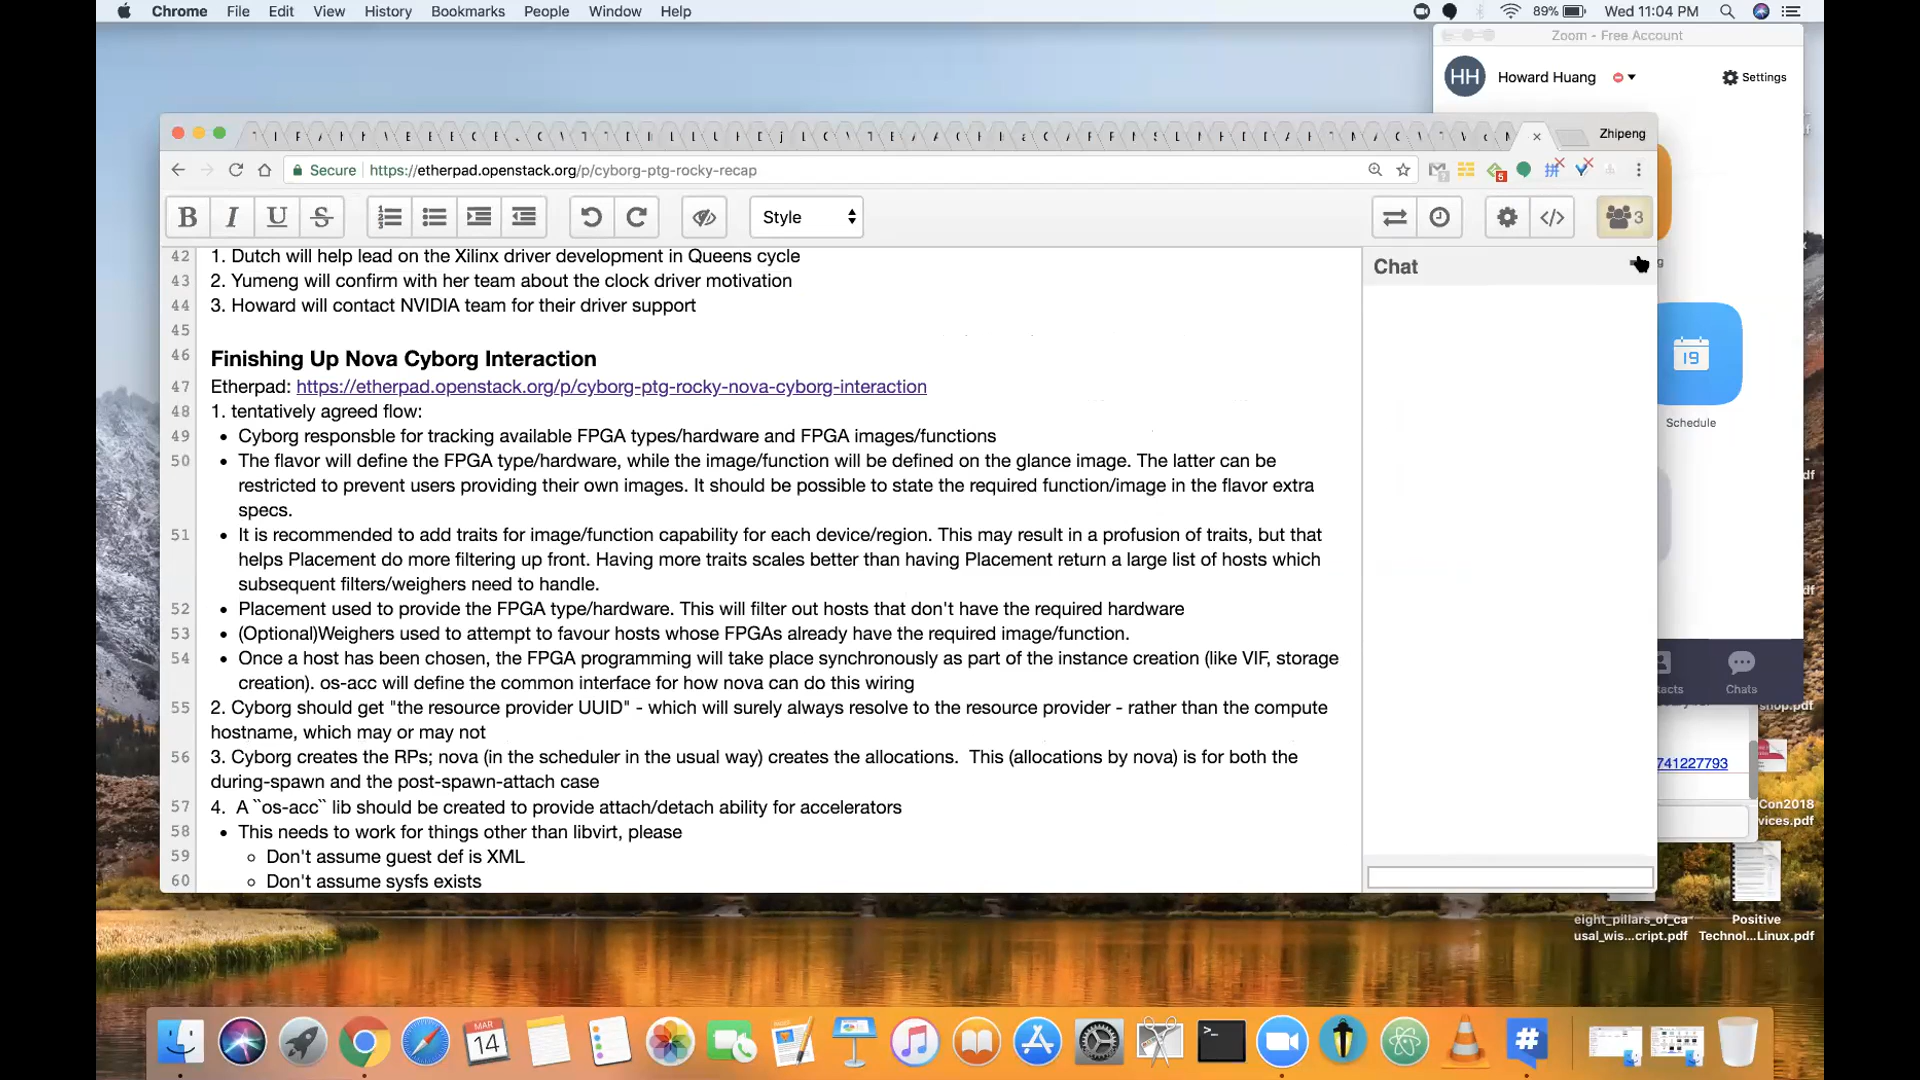 Chrome File Edit View History Bookmarks People Window Help
89% Wed 11:04 PM
Zoom - Free Account
HH Howard Huang
Settings
Zhipeng
Secure https://etherpad.openstack.org/p/cyborg-ptg-rocky-recap
B I U S
Style
3
42 1. Dutch will help lead on the Xilinx driver development in Queens cycle
43 2. Yumeng will confirm with her team about the clock driver motivation
44 3. Howard will contact NVIDIA team for their driver support
45
46 Finishing Up Nova Cyborg Interaction
47 Etherpad: https://etherpad.openstack.org/p/cyborg-ptg-rocky-nova-cyborg-interaction
48 1. tentatively agreed flow:
49 • Cyborg responsble for tracking available FPGA types/hardware and FPGA images/functions
50 • The flavor will define the FPGA type/hardware, while the image/function will be defined on the glance image. The latter can be
restricted to prevent users providing their own images. It should be possible to state the required function/image in the flavor extra
specs.
51 • It is recommended to add traits for image/function capability for each device/region. This may result in a profusion of traits, but that
helps Placement do more filtering up front. Having more traits scales better than having Placement return a large list of hosts which
subsequent filters/weighers need to handle.
52 • Placement used to provide the FPGA type/hardware. This will filter out hosts that don't have the required hardware
53 • (Optional)Weighers used to attempt to favour hosts whose FPGAs already have the required image/function.
54 • Once a host has been chosen, the FPGA programming will take place synchronously as part of the instance creation (like VIF, storage
creation). os-acc will define the common interface for how nova can do this wiring
55 2. Cyborg should get "the resource provider UUID" - which will surely always resolve to the resource provider - rather than the compute
hostname, which may or may not
56 3. Cyborg creates the RPs; nova (in the scheduler in the usual way) creates the allocations.  This (allocations by nova) is for both the
during-spawn and the post-spawn-attach case
57 4.  A ``os-acc`` lib should be created to provide attach/detach ability for accelerators
58 • This needs to work for things other than libvirt, please
59 ◦ Don't assume guest def is XML
60 ◦ Don't assume sysfs exists
Chat
19
Schedule
Chats
741227793
Con2018
vices.pdf
eight_pillars_of_ca
usal_wis...cript.pdf
Positive
Technol...Linux.pdf
MAR
14